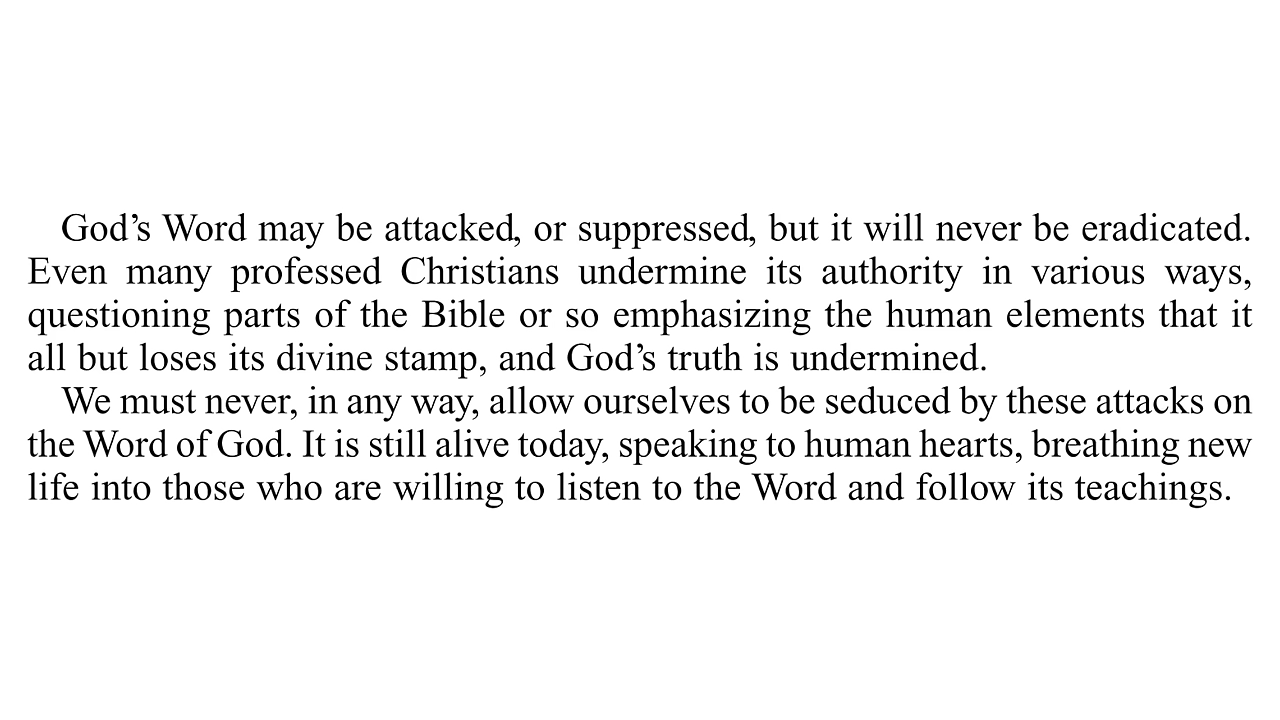 God’s Word may be attacked, or suppressed, but it will never be eradicated.
Even many professed Christians undermine its authority in various ways,
questioning parts of the Bible or so emphasizing the human elements that it
all but loses its divine stamp, and God’s truth is undermined.
We must never, in any way, allow ourselves to be seduced by these attacks on
the Word of God. It is still alive today, speaking to human hearts, breathing new
life into those who are willing to listen to the Word and follow its teachings.